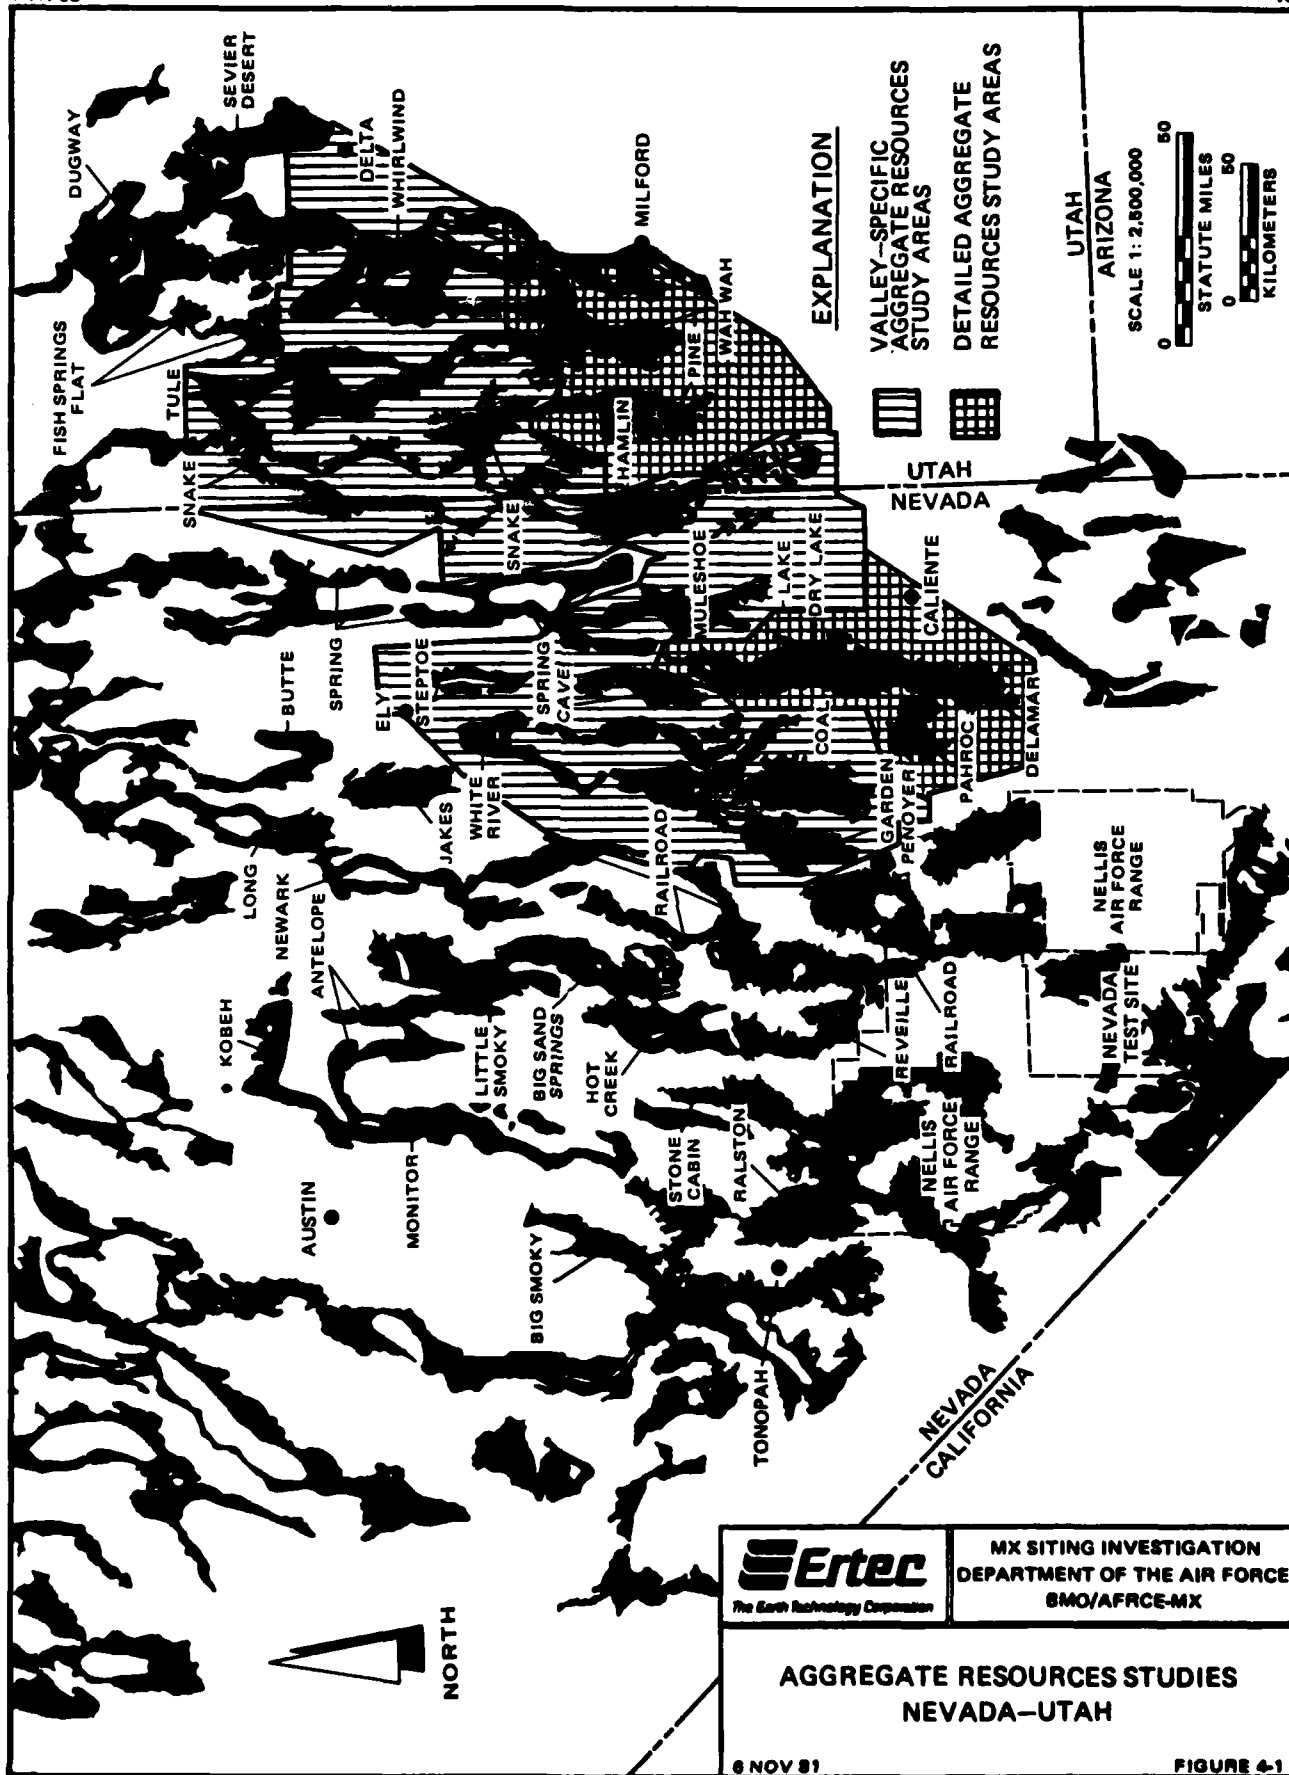 DUGWAY
SEVIER
DESERT
FISH SPRINGS
FLAT
TULE
DELTA
WHIRLWIND
SNAKE
MILFORD
PINE
WAH WAH
HAMLIN
SNAKE
UTAH
NEVADA
EXPLANATION
VALLEY-SPECIFIC
AGGREGATE RESOURCES
STUDY AREAS
DETAILED AGGREGATE
RESOURCES STUDY AREAS
UTAH
ARIZONA
SCALE 1: 2,500,000
0 50
STATUTE MILES
0 50
KILOMETERS
BUTTE
SPRING
ELY
STEPTOE
SPRING
CAVE
MULESHOE
LAKE
DRY LAKE
CALIENTE
COAL
GARDEN
PENOYER
PAHROC
DELAMAR
WHITE
RIVER
JAKES
LONG
NEWARK
ANTELOPE
KOBEH
RAILROAD
LITTLE
SMOKY
BIG SAND
SPRINGS
HOT
CREEK
REVEILLE
RAILROAD
NELLIS
AIR FORCE
RANGE
NEVADA
TEST SITE
STONE
CABIN
RALSTON
NELLIS
AIR FORCE
RANGE
AUSTIN
MONITOR
BIG SMOKY
TONOPAH
NEVADA
CALIFORNIA
NORTH
Ertec
The Earth Technology Corporation
MX SITING INVESTIGATION
DEPARTMENT OF THE AIR FORCE
BMO/AFRCE-MX
AGGREGATE RESOURCES STUDIES
NEVADA–UTAH
6 NOV 81
FIGURE 4-1